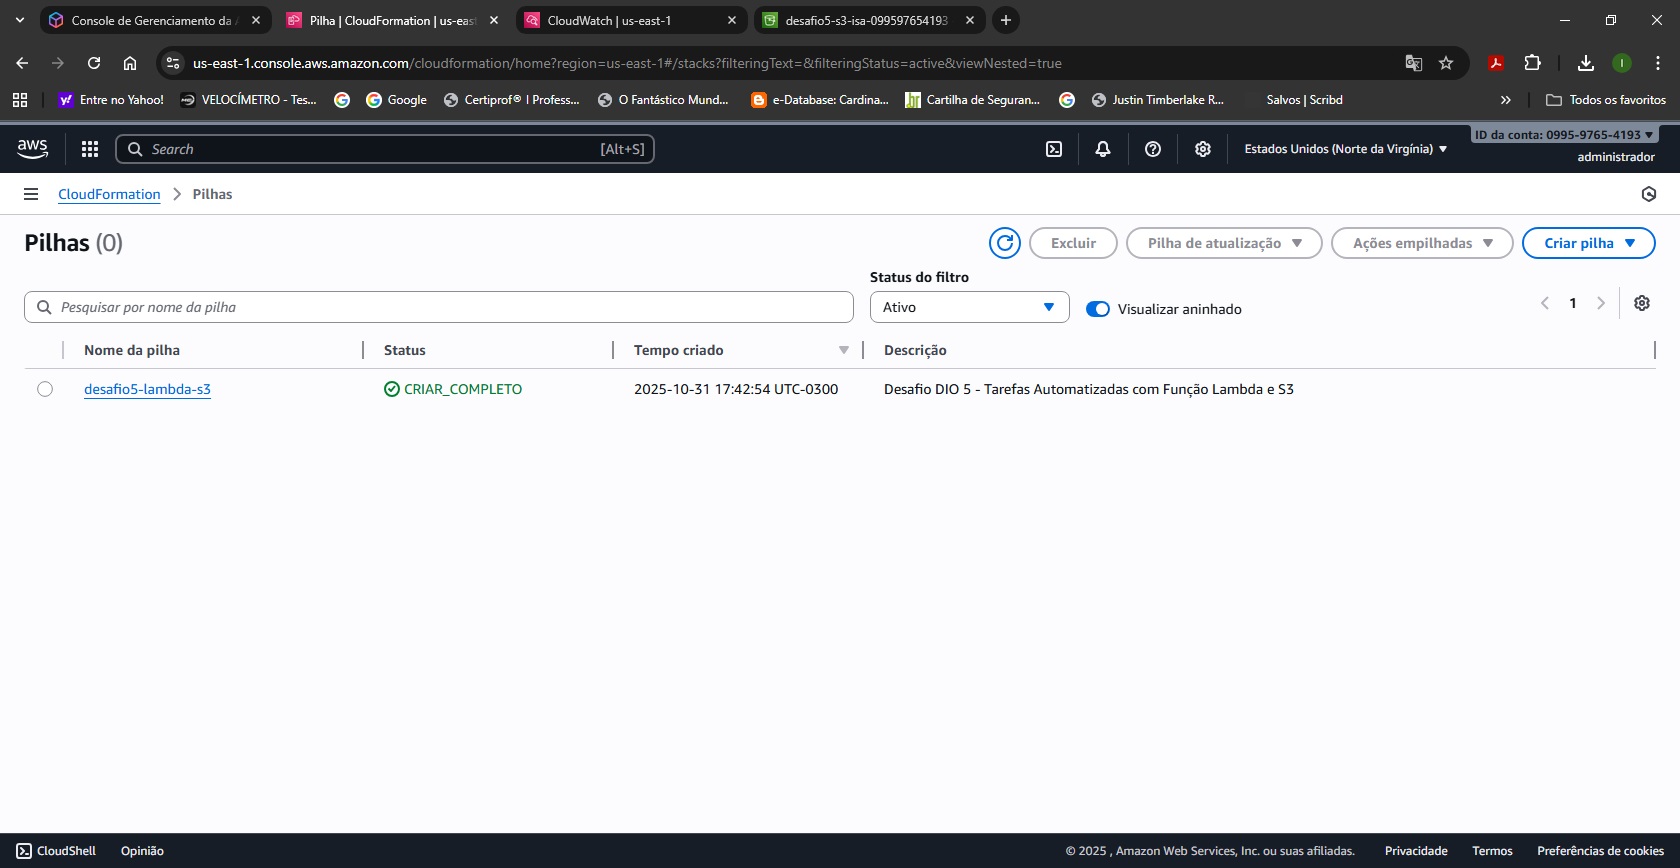 Console de Gerenciamento da A
Pilha | CloudFormation | us-east
CloudWatch | us-east-1
desafio5-s3-isa-099597654193
us-east-1.console.aws.amazon.com/cloudformation/home?region=us-east-1#/stacks?filteringText=&filteringStatus=active&viewNested=true
I
Entre no Yahoo!
VELOCÍMETRO - Tes...
Google
Certiprof® | Profess...
O Fantástico Mund...
e-Database: Cardina...
Cartilha de Seguran...
Justin Timberlake R...
Salvos | Scribd
Todos os favoritos
aws
Search
[Alt+S]
Estados Unidos (Norte da Virgínia)
ID da conta: 0995-9765-4193
administrador
CloudFormation
Pilhas
Pilhas (0)
Excluir
Pilha de atualização
Ações empilhadas
Criar pilha
Status do filtro
Pesquisar por nome da pilha
Ativo
Visualizar aninhado
1
Nome da pilha
Status
Tempo criado
Descrição
desafio5-lambda-s3
CRIAR_COMPLETO
2025-10-31 17:42:54 UTC-0300
Desafio DIO 5 - Tarefas Automatizadas com Função Lambda e S3
CloudShell
Opinião
© 2025 , Amazon Web Services, Inc. ou suas afiliadas.
Privacidade
Termos
Preferências de cookies